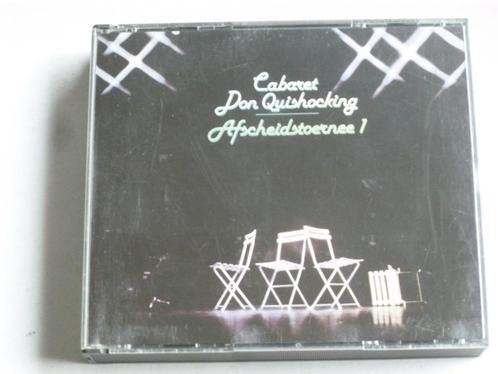 Cabaret
Don Quishocking
Afscheidstoernee 1